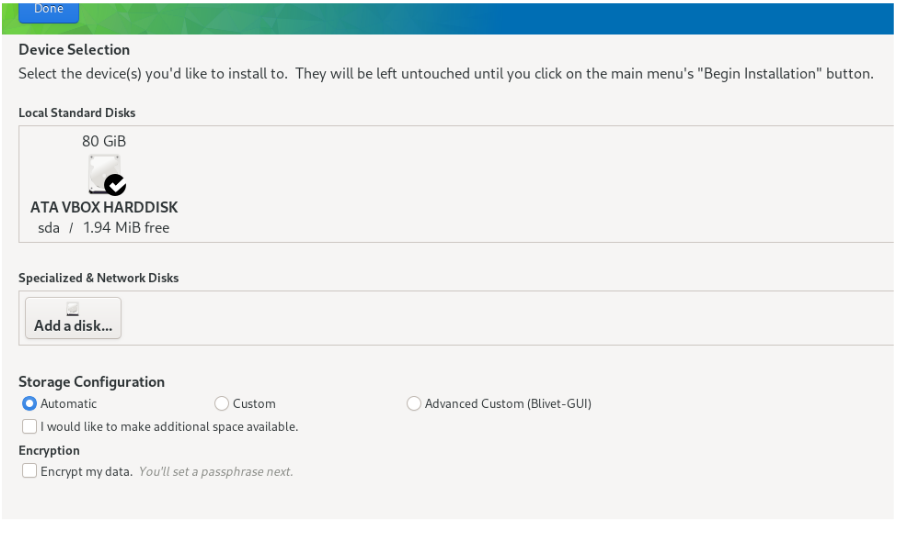 Done
Device Selection
Select the device(s) you'd like to install to.  They will be left untouched until you click on the main menu's "Begin Installation" button.
Local Standard Disks
80 GiB
ATA VBOX HARDDISK
sda / 1.94 MiB free
Specialized & Network Disks
Add a disk...
Storage Configuration
Automatic Custom Advanced Custom (Blivet-GUI)
I would like to make additional space available.
Encryption
Encrypt my data. You'll set a passphrase next.